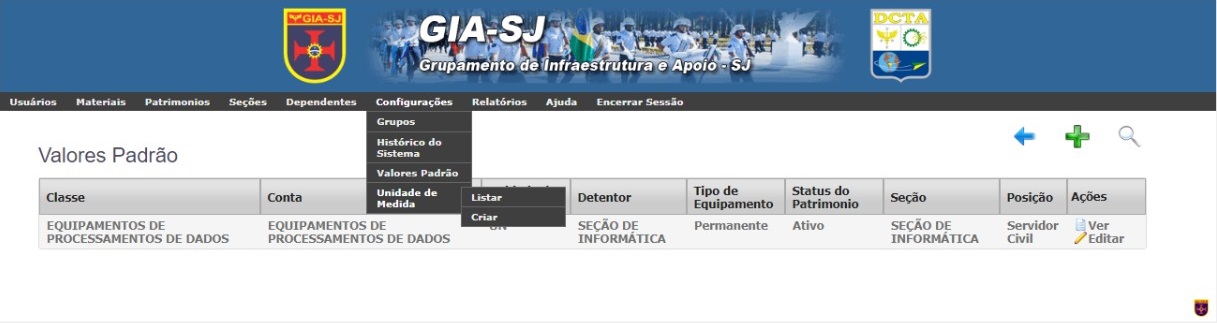 GIA-SJ
GIA-SJ
Grupamento de Infraestrutura e Apoio - SJ
DCTA
Usuários Materiais Patrimonios Seções Dependentes Configurações Relatórios Ajuda Encerrar Sessão
Grupos
Histórico do
Sistema
Valores Padrão
Unidade de
Medida
Listar
Criar
Valores Padrão
Classe Conta Detentor Tipo de
Equipamento Status do
Patrimonio Seção Posição Ações
EQUIPAMENTOS DE
PROCESSAMENTOS DE DADOS EQUIPAMENTOS DE
PROCESSAMENTOS DE DADOS UN SEÇÃO DE
INFORMÁTICA Permanente Ativo SEÇÃO DE
INFORMÁTICA Servidor
Civil Ver
Editar